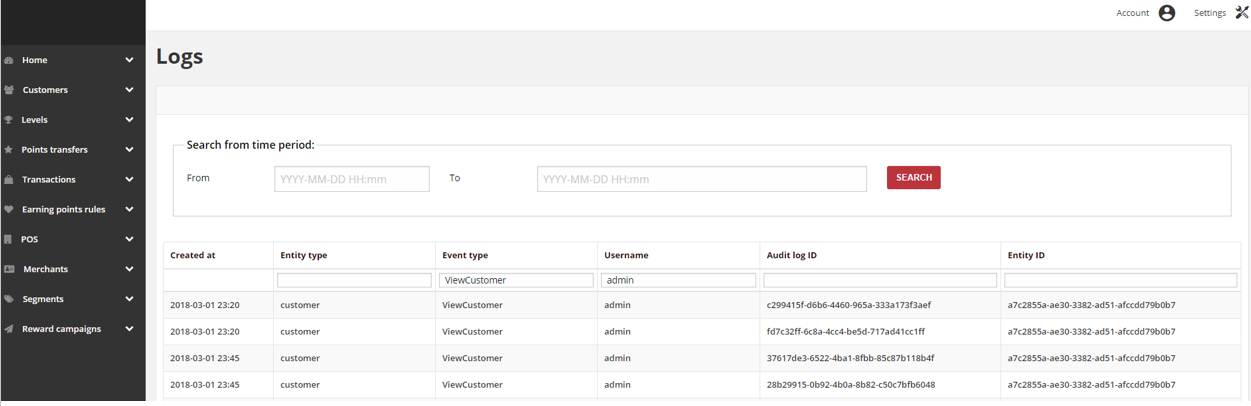 Account Settings
Home
Customers
Levels
Points transfers
Transactions
Earning points rules
POS
Merchants
Segments
Reward campaigns
Logs
Search from time period:
From YYYY-MM-DD HH:mm To YYYY-MM-DD HH:mm SEARCH
Created at Entity type Event type Username Audit log ID Entity ID
ViewCustomer admin
2018-03-01 23:20 customer ViewCustomer admin c299415f-d6b6-4460-965a-333a173f3aef a7c2855a-ae30-3382-ad51-afccdd79b0b7
2018-03-01 23:20 customer ViewCustomer admin fd7c32ff-6c8a-4cc4-be5d-717ad41cc1ff a7c2855a-ae30-3382-ad51-afccdd79b0b7
2018-03-01 23:45 customer ViewCustomer admin 37617de3-6522-4ba1-8fbb-85c87b118b4f a7c2855a-ae30-3382-ad51-afccdd79b0b7
2018-03-01 23:45 customer ViewCustomer admin 28b29915-0b92-4b0a-8b82-c50c7bfb6048 a7c2855a-ae30-3382-ad51-afccdd79b0b7